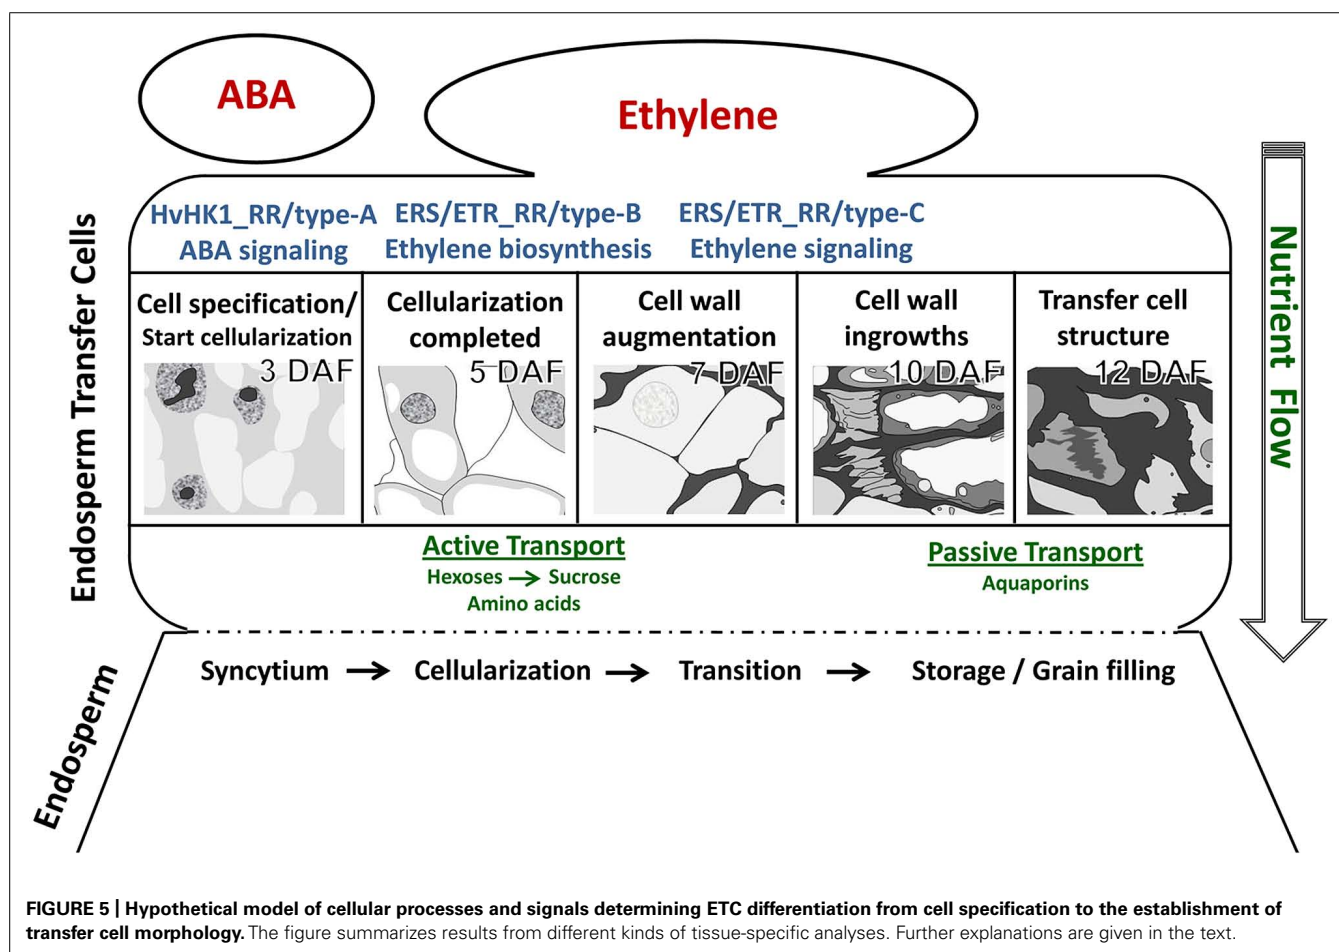 ABA
Ethylene
Endosperm Transfer Cells
HvHK1_RR/type-A
ABA signaling
ERS/ETR_RR/type-B
Ethylene biosynthesis
ERS/ETR_RR/type-C
Ethylene signaling
Cell specification/
Start cellularization
3 DAF
Cellularization
completed
5 DAF
Cell wall
augmentation
7 DAF
Cell wall
ingrowths
10 DAF
Transfer cell
structure
12 DAF
Nutrient Flow
Active Transport
Hexoses → Sucrose
Amino acids
Passive Transport
Aquaporins
Endosperm
Syncytium → Cellularization → Transition → Storage / Grain filling
FIGURE 5 | Hypothetical model of cellular processes and signals determining ETC differentiation from cell specification to the establishment of
transfer cell morphology. The figure summarizes results from different kinds of tissue-specific analyses. Further explanations are given in the text.